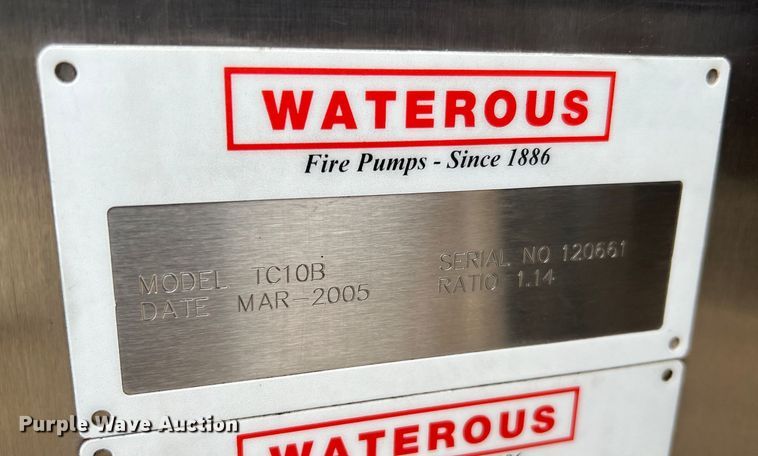 WATEROUS
Fire Pumps - Since 1886
MODEL TC10B SERIAL NO 120661
DATE MAR-2005 RATIO 1.14
Purple Wave Auction
WATEROUS